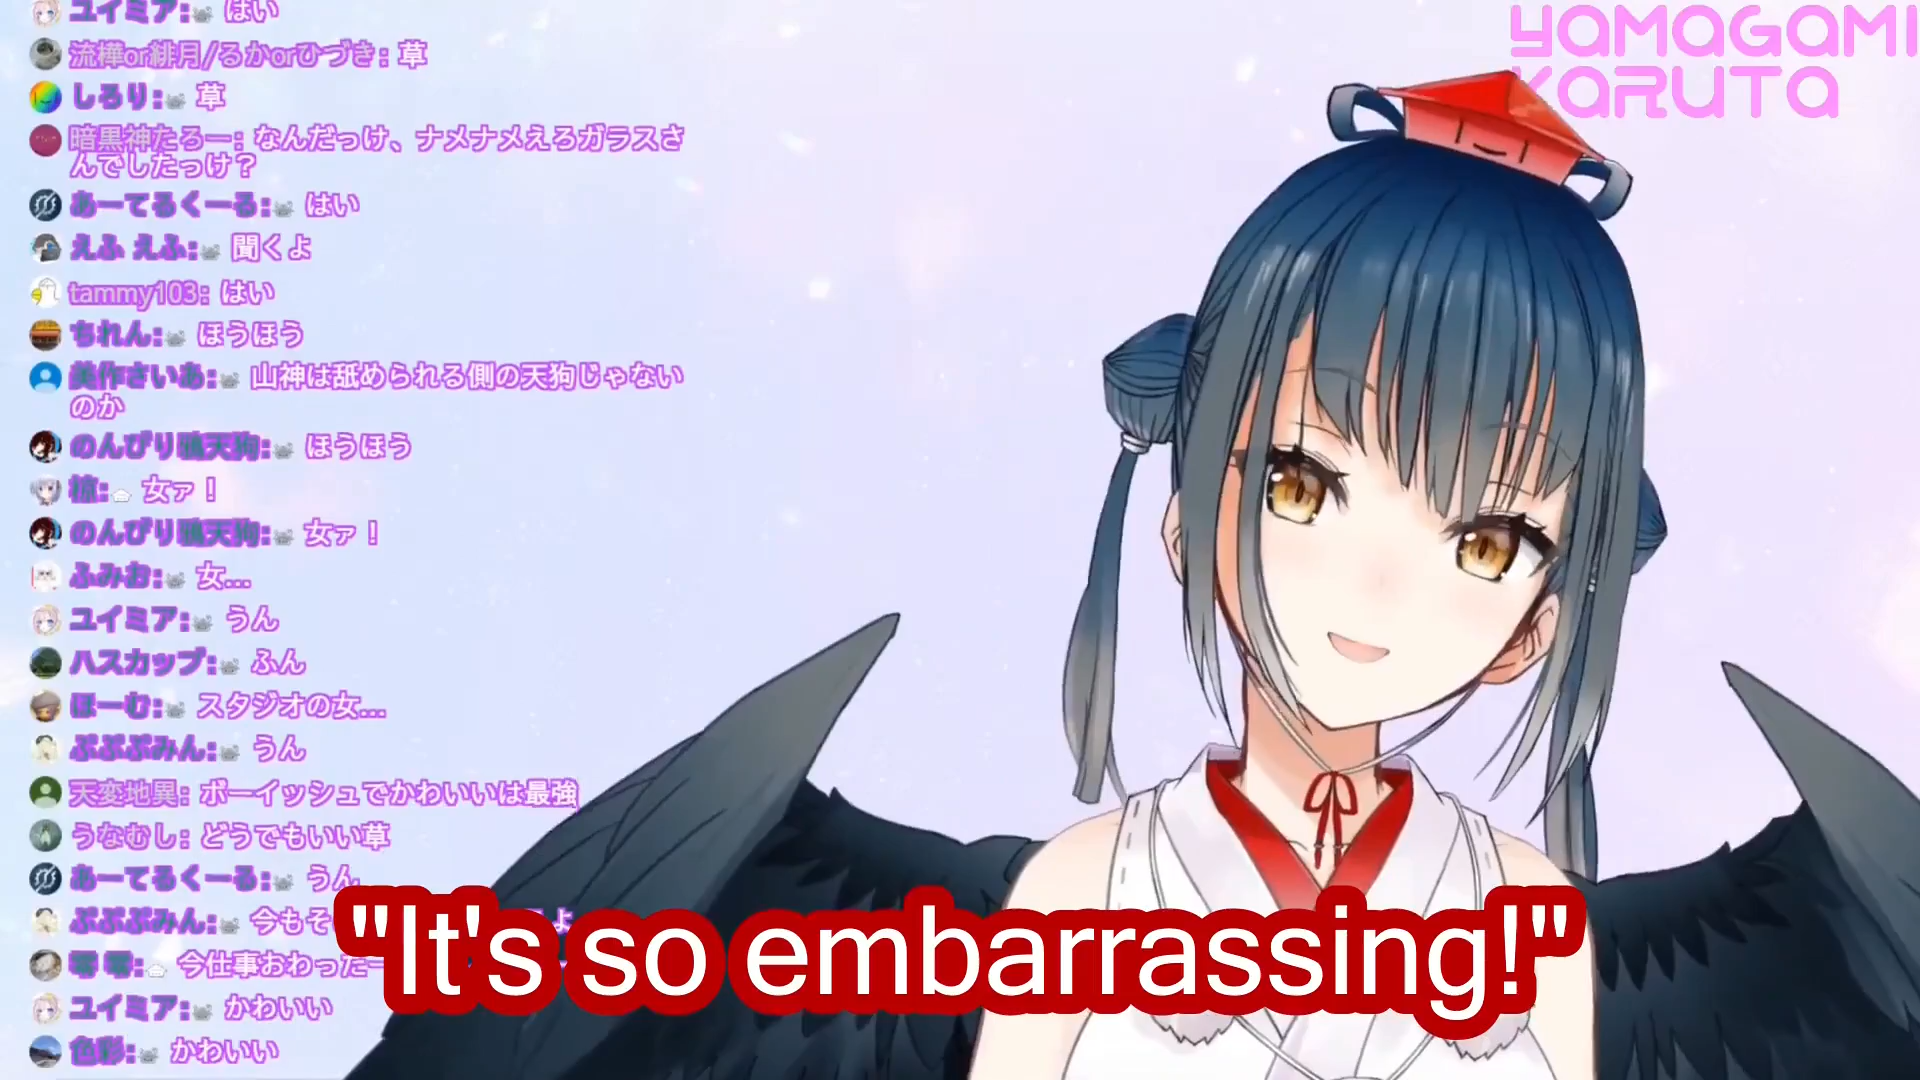 ユイミア: はい
流樺or緋月/るかorひづき: 草
しろり: 草
暗黒神たろー: なんだっけ、ナメナメえろガラスさ
んでしたっけ？
あーてるくーる: はい
えふ えふ: 聞くよ
tammy103: はい
ちれん: ほうほう
美作さいあ: 山神は舐められる側の天狗じゃない
のか
のんびり鴉天狗: ほうほう
椋: 女ァ！
のんびり鴉天狗: 女ァ！
ふみお: 女...
ユイミア: うん
ハスカップ: ふん
ほーむ: スタジオの女...
ぷぷぷみん: うん
天変地異: ボーイッシュでかわいいは最強
うなむし: どうでもいい草
あーてるくーる: うん
ぷぷぷみん: 今もそ
今仕事おわったー
ユイミア: かわいい
色彩: かわいい
YAMAGAMI
KARUTA
"It's so embarrassing!"